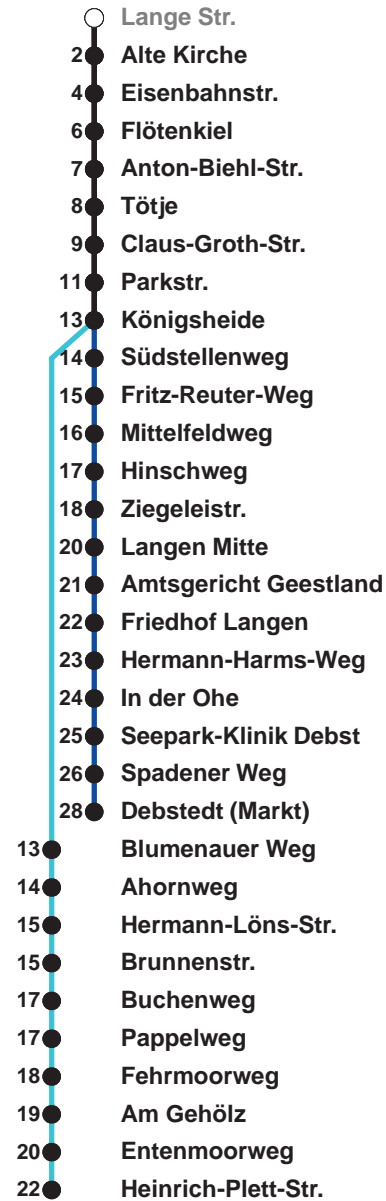 Lange Str.
2 Alte Kirche
4 Eisenbahnstr.
6 Flötenkiel
7 Anton-Biehl-Str.
8 Tötje
9 Claus-Groth-Str.
11 Parkstr.
13 Königsheide
14 Südstellenweg
15 Fritz-Reuter-Weg
16 Mittelfeldweg
17 Hinschweg
18 Ziegeleistr.
20 Langen Mitte
21 Amtsgericht Geestland
22 Friedhof Langen
23 Hermann-Harms-Weg
24 In der Ohe
25 Seepark-Klinik Debst
26 Spadener Weg
28 Debstedt (Markt)
13 Blumenauer Weg
14 Ahornweg
15 Hermann-Löns-Str.
15 Brunnenstr.
17 Buchenweg
17 Pappelweg
18 Fehrmoorweg
19 Am Gehölz
20 Entenmoorweg
22 Heinrich-Plett-Str.